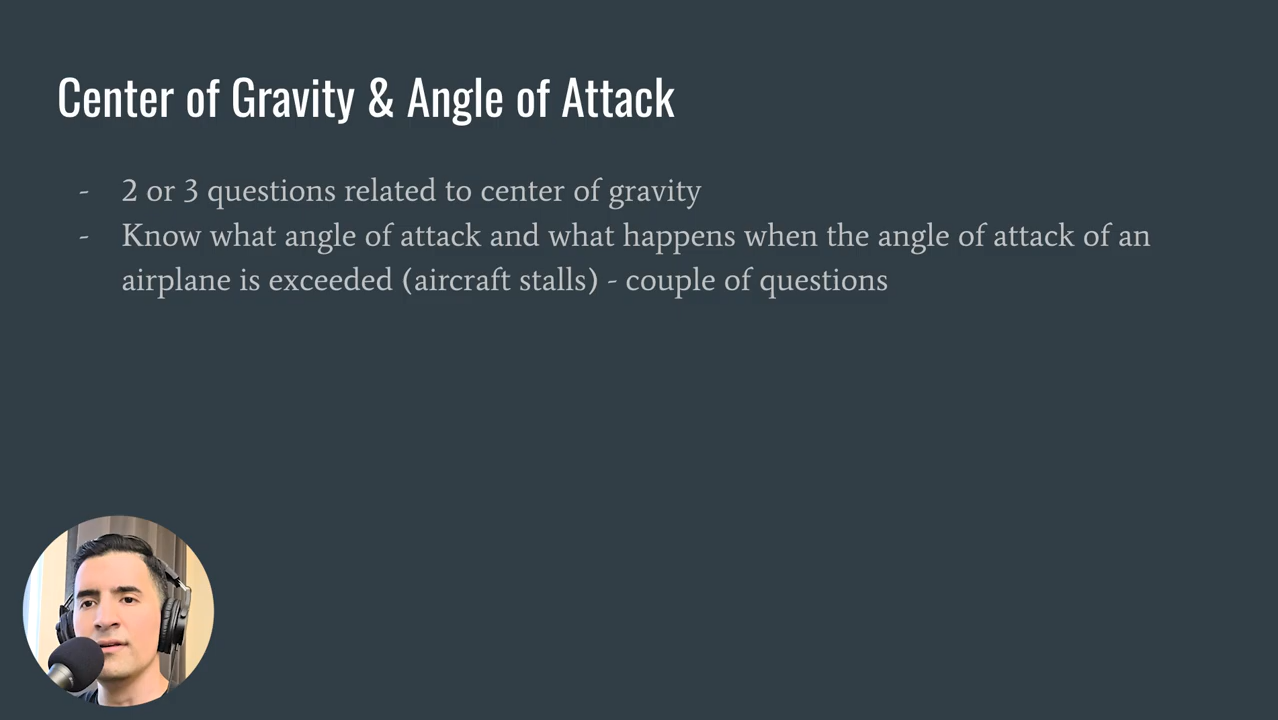 Center of Gravity & Angle of Attack
- 2 or 3 questions related to center of gravity
- Know what angle of attack and what happens when the angle of attack of an
airplane is exceeded (aircraft stalls) - couple of questions